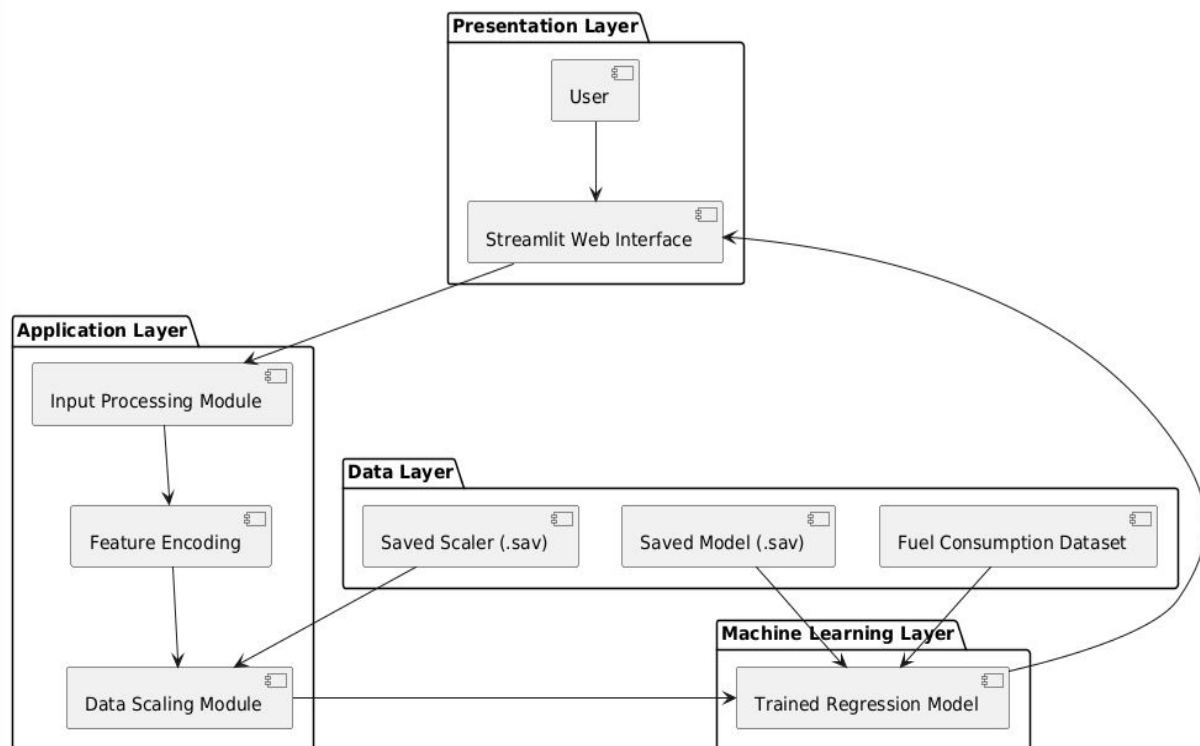 Presentation Layer
User
Streamlit Web Interface
Application Layer
Input Processing Module
Feature Encoding
Data Scaling Module
Data Layer
Saved Scaler (.sav)
Saved Model (.sav)
Fuel Consumption Dataset
Machine Learning Layer
Trained Regression Model